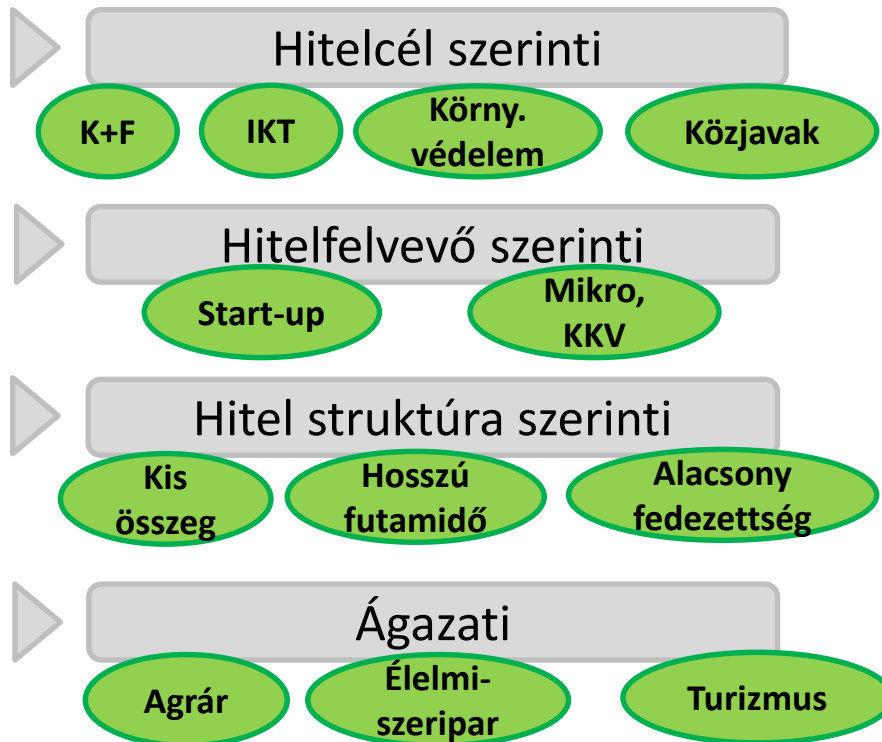 Hitelcél szerinti
K+F
IKT
Körny.
védelem
Közjavak
Hitelfelvevő szerinti
Start-up
Mikro,
KKV
Hitel struktúra szerinti
Kis
összeg
Hosszú
futamidő
Alacsony
fedezettség
Ágazati
Agrár
Élelmi-
szeripar
Turizmus